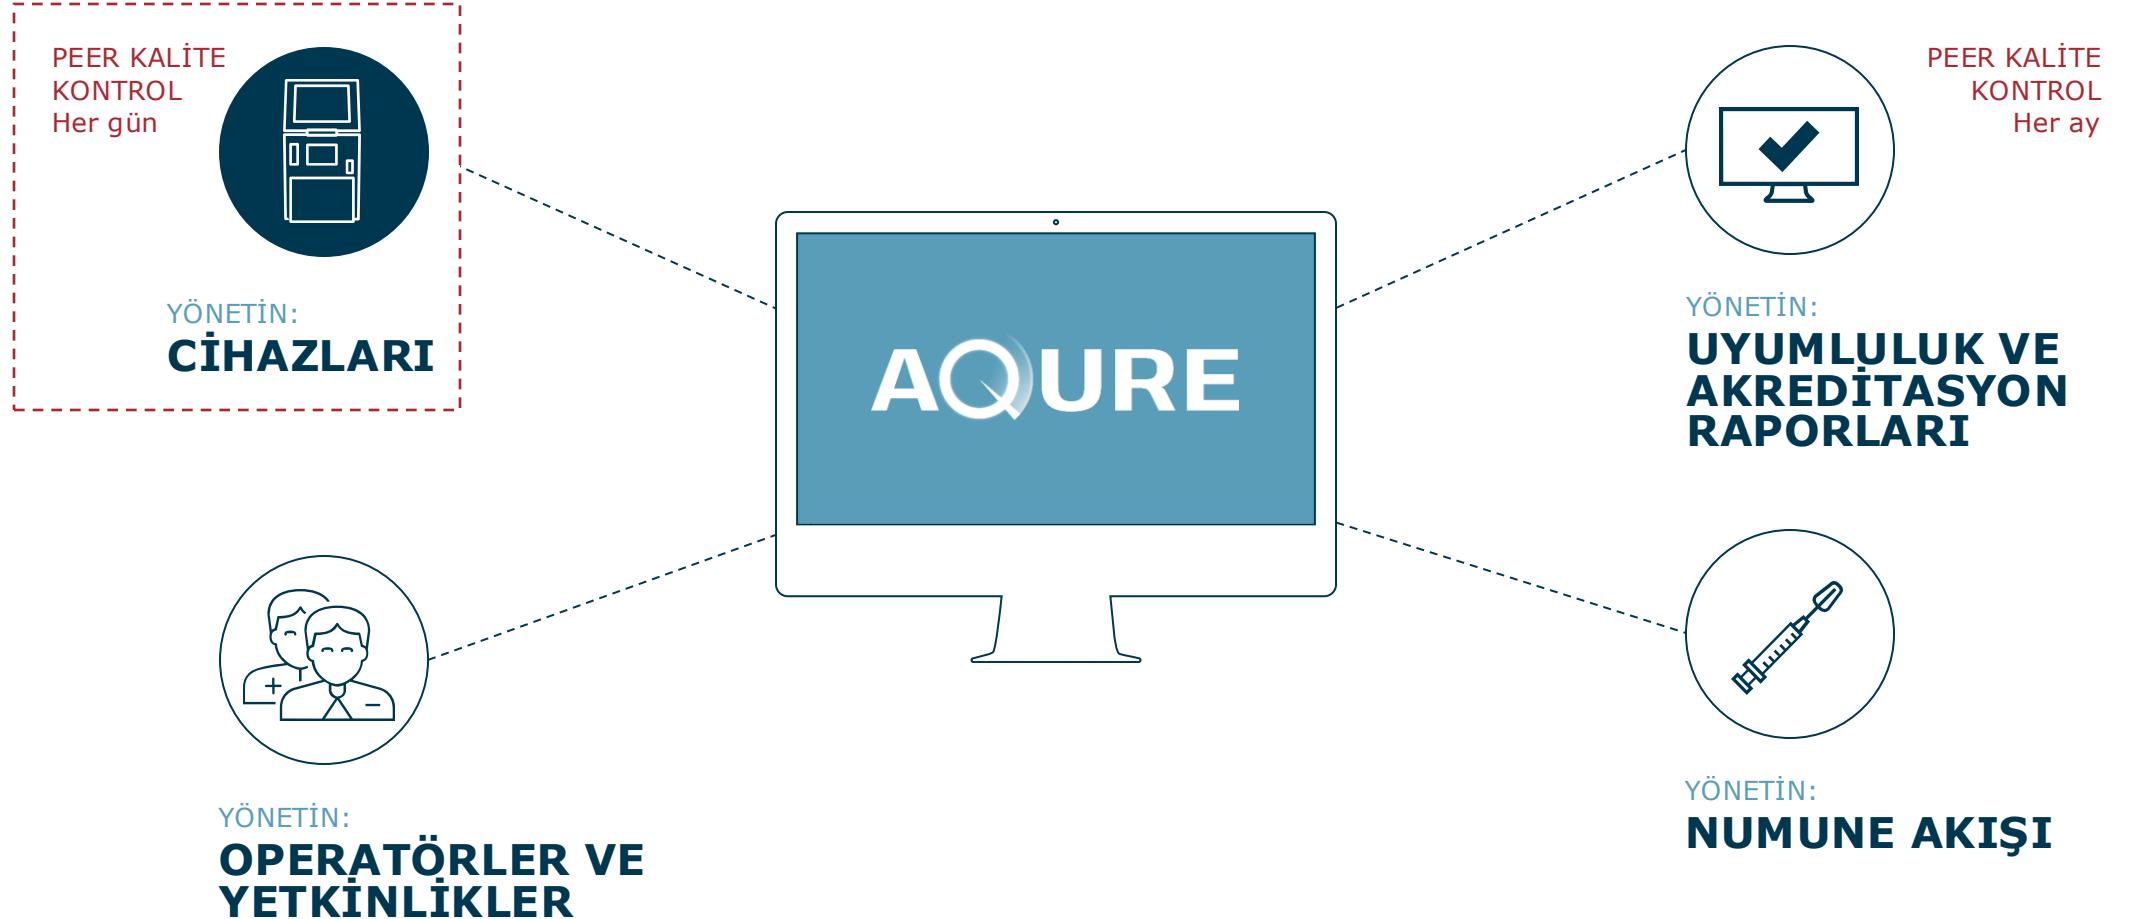 PEER KALİTE
KONTROL
Her gün
YÖNETİN:
CİHAZLARI
AQURE
PEER KALİTE
KONTROL
Her ay
YÖNETİN:
UYUMLULUK VE
AKREDİTASYON
RAPORLARI
YÖNETİN:
OPERATÖRLER VE
YETKİNLİKLER
YÖNETİN:
NUMUNE AKIŞI